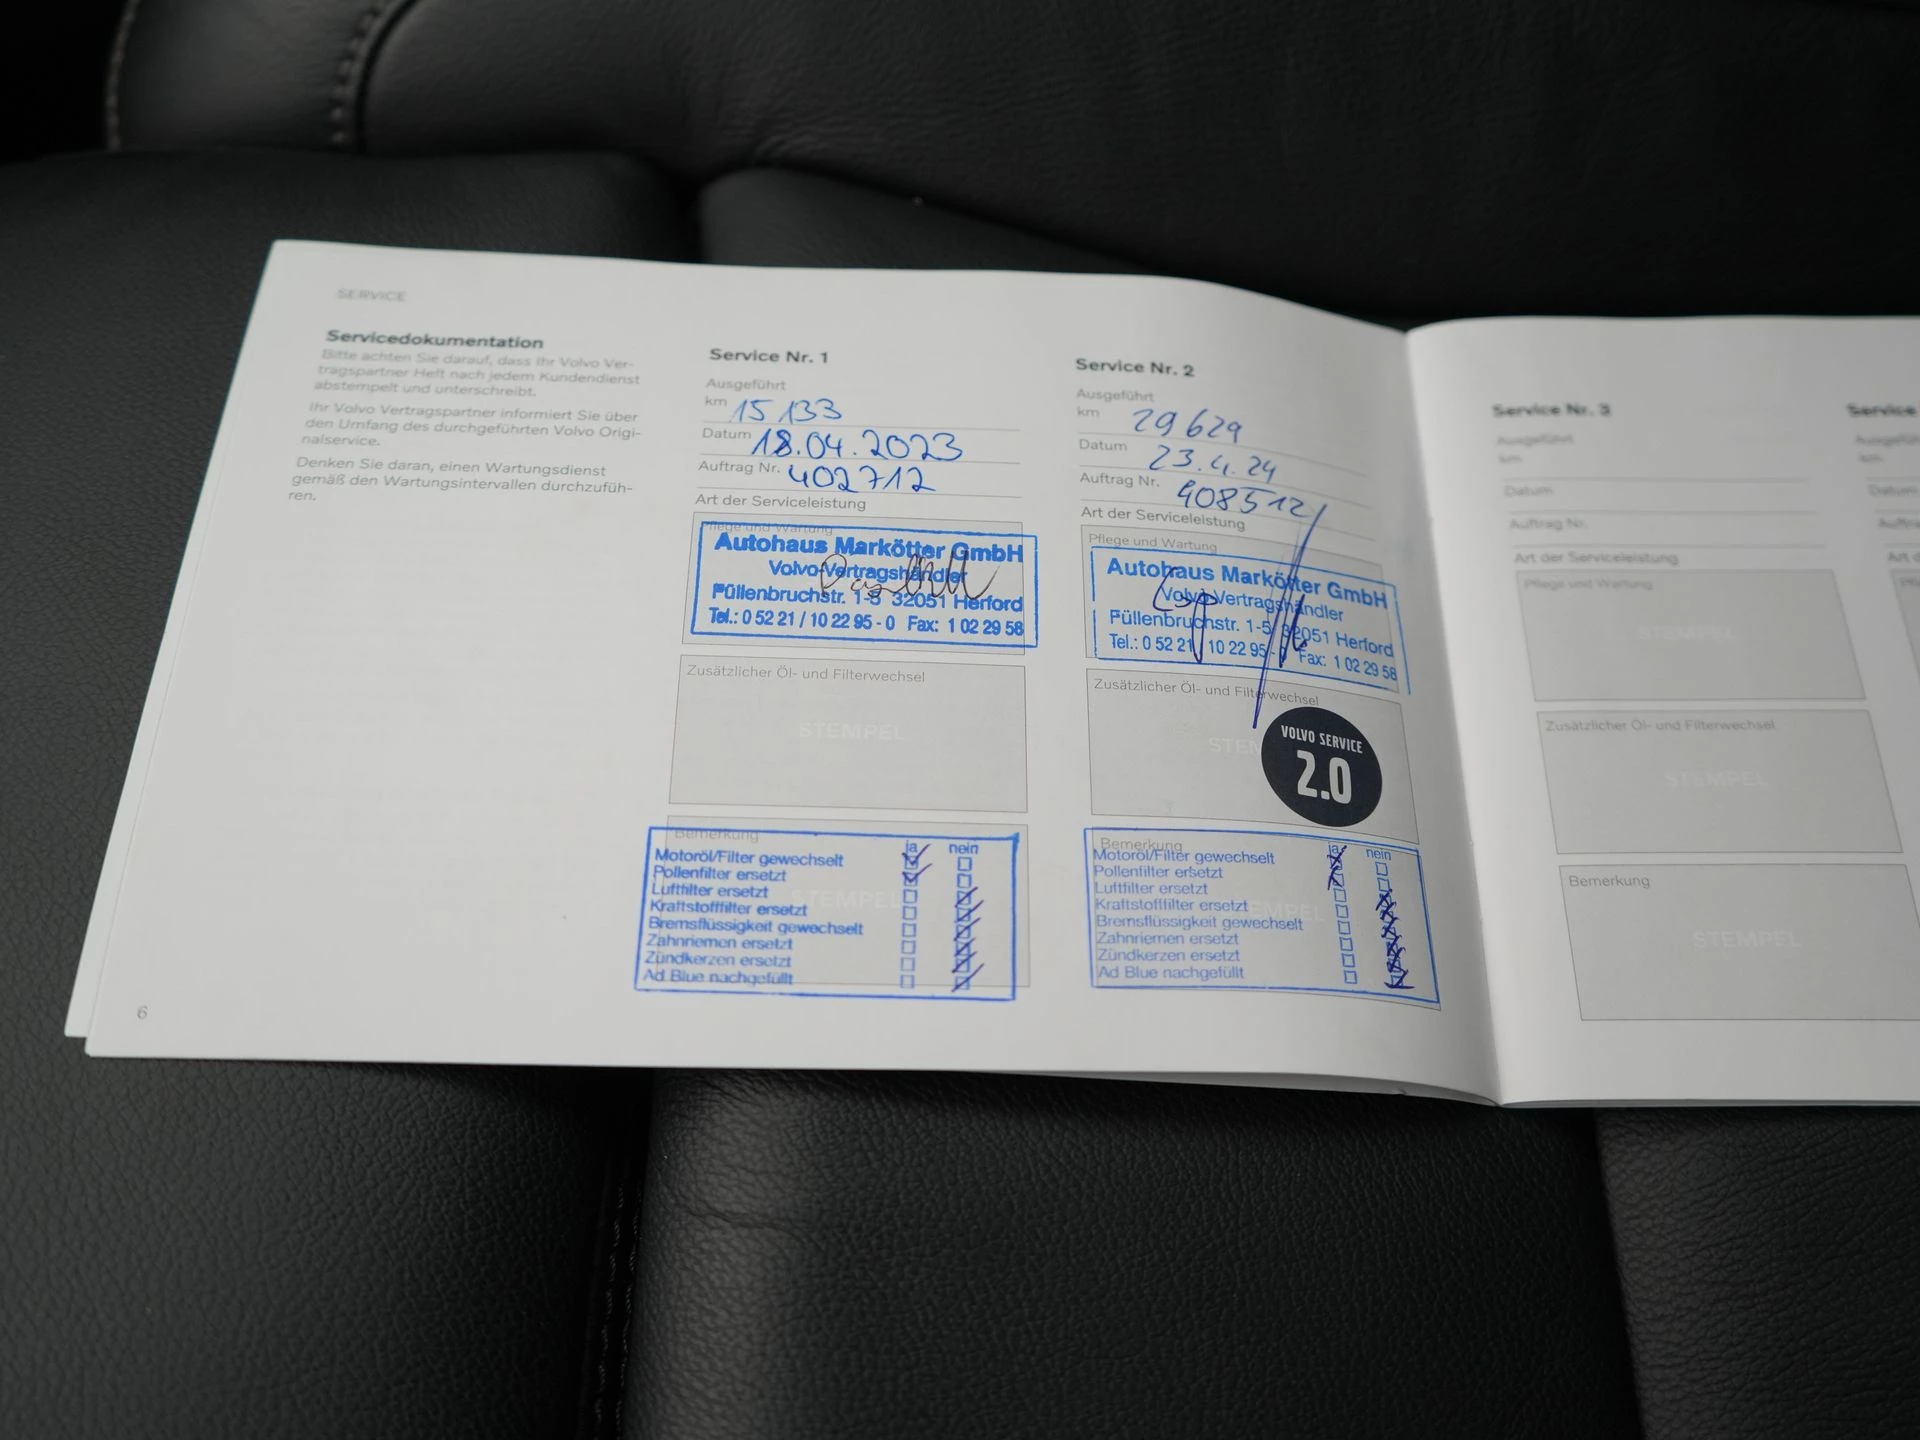 SERVICE
Servicedokumentation
Bitte achten Sie darauf, dass Ihr Volvo Ver-
tragspartner Heft nach jedem Kundendienst
abstempelt und unterschreibt.
Ihr Volvo Vertragspartner informiert Sie über
den Umfang des durchgeführten Volvo Origi-
nalservice.
Denken Sie daran, einen Wartungsdienst
gemäß den Wartungsintervallen durchzufüh-
ren.
6
Service Nr. 1
Ausgeführt
km 15 133
Datum 18.04.2023
Auftrag Nr. 402712
Art der Serviceleistung
Pflege und Wartung
Autohaus Markötter GmbH
Volvo-Vertragshändler
Füllenbruchstr. 1-5 32051 Herford
Tel.: 0 52 21 / 10 22 95 - 0 Fax: 1 02 29 58
Zusätzlicher Öl- und Filterwechsel
STEMPEL
Bemerkung
ja nein
Motoröl/Filter gewechselt
Pollenfilter ersetzt
Luftfilter ersetzt
STEMPEL
Kraftstofffilter ersetzt
Bremsflüssigkeit gewechselt
Zahnriemen ersetzt
Zündkerzen ersetzt
Ad Blue nachgefüllt
Service Nr. 2
Ausgeführt
km 29 629
Datum 23.4.24
Auftrag Nr. 408512
Art der Serviceleistung
Pflege und Wartung
Autohaus Markötter GmbH
Volvo-Vertragshändler
Füllenbruchstr. 1-5 32051 Herford
Tel.: 0 52 21 / 10 22 95 - Fax: 1 02 29 58
Zusätzlicher Öl- und Filterwechsel
VOLVO SERVICE
2.0
Bemerkung
ja nein
Motoröl/Filter gewechselt
Pollenfilter ersetzt
Luftfilter ersetzt
Kraftstofffilter ersetzt
STEMPEL
Bremsflüssigkeit gewechselt
Zahnriemen ersetzt
Zündkerzen ersetzt
Ad Blue nachgefüllt
Service Nr. 3
Ausgeführt
km
Datum
Auftrag Nr.
Art der Serviceleistung
Pflege und Wartung
STEMPEL
Zusätzlicher Öl- und Filterwechsel
STEMPEL
Bemerkung
STEMPEL
Service
Datum